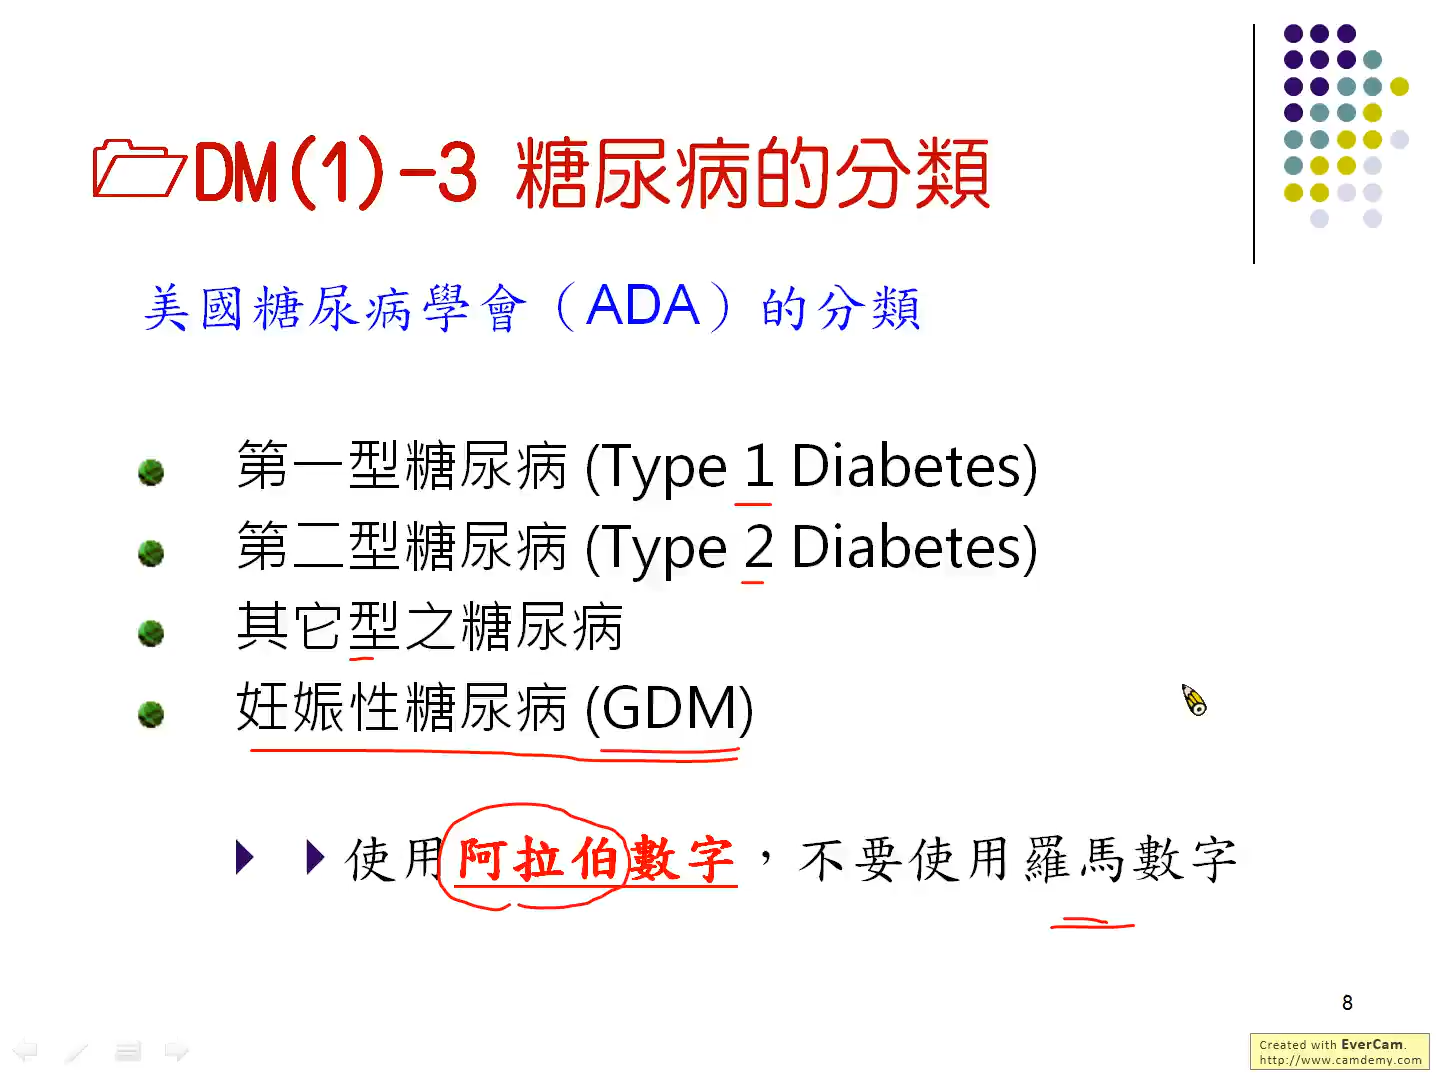 DM(1)-3 糖尿病的分類
美國糖尿病學會（ADA）的分類
第一型糖尿病 (Type 1 Diabetes)
第二型糖尿病 (Type 2 Diabetes)
其它型之糖尿病
妊娠性糖尿病 (GDM)
使用阿拉伯數字，不要使用羅馬數字
8
Created with EverCam.
http://www.camdemy.com